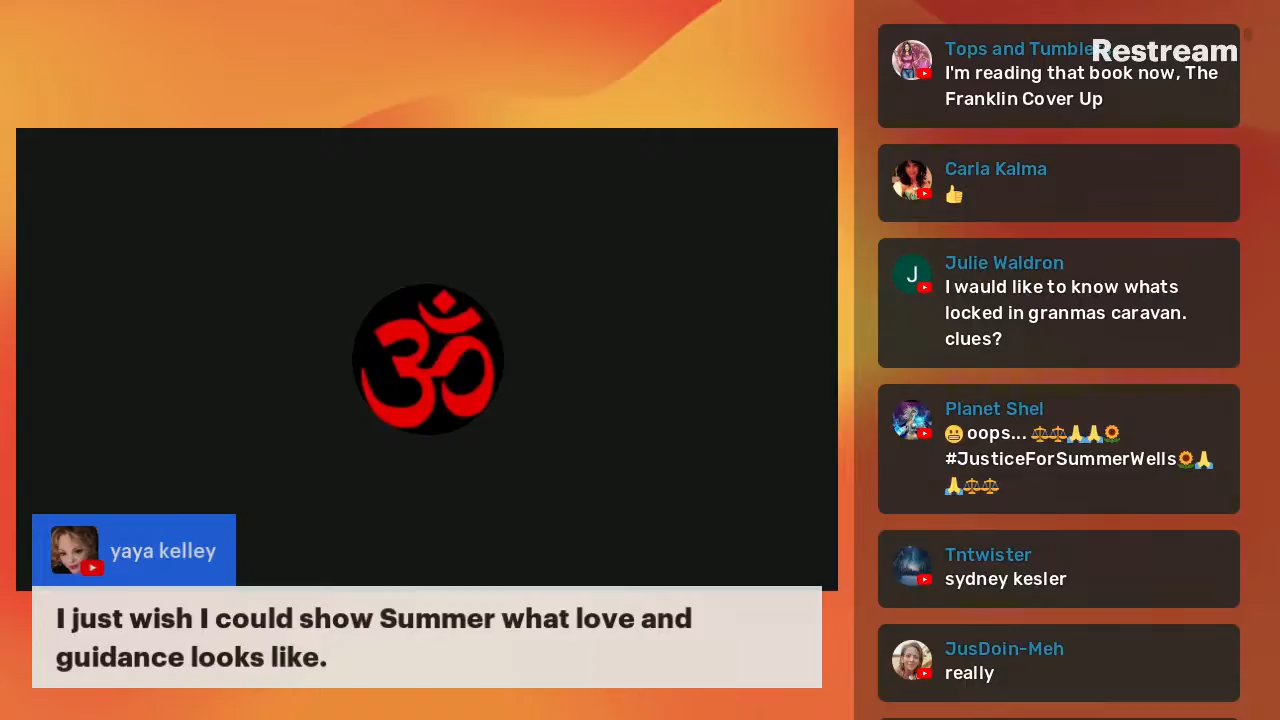 Tops and Tumble
Restream
I'm reading that book now, The
Franklin Cover Up
Carla Kalma
👍
Julie Waldron
J
I would like to know whats
locked in granmas caravan.
clues?
Planet Shel
😬 oops... ⚖️⚖️🙏🙏🌻
#JusticeForSummerWells🌻🙏
🙏⚖️⚖️
Tntwister
sydney kesler
JusDoin-Meh
really
ॐ
yaya kelley
I just wish I could show Summer what love and
guidance looks like.